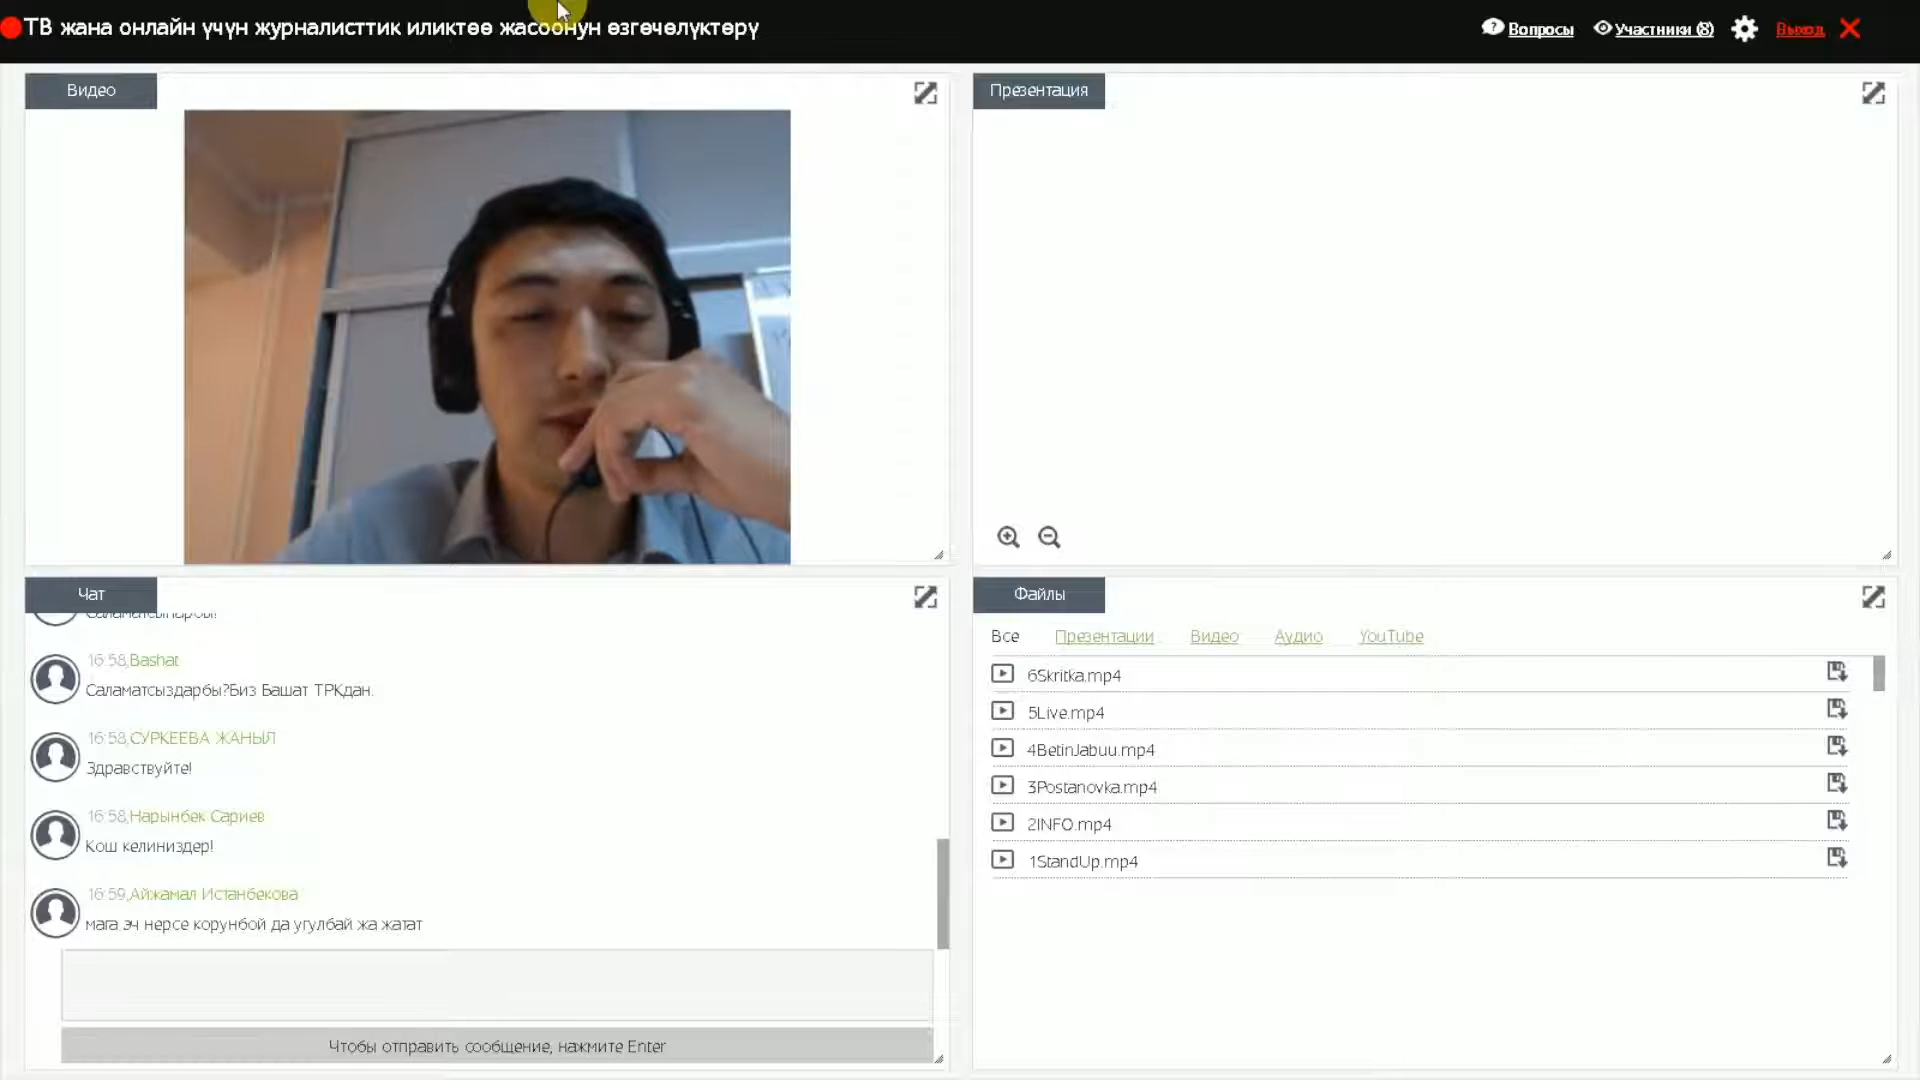 ТВ жана онлайн үчүн журналисттик иликтөө жасоонун өзгөчөлүктөрү
Вопросы
Участники (8)
Выход
Видео
Презентация
Чат
16:58,Bashat
Саламатсыздарбы?Биз Башат ТРКдан.
16:58,СУРКЕЕВА ЖАНЫЛ
Здравствуйте!
16:58,Нарынбек Сариев
Кош келиниздер!
16:59,Айжамал Истанбекова
мага эч нерсе корунбой да угулбай жа жатат
Чтобы отправить сообщение, нажмите Enter
Файлы
Все Презентации Видео Аудио YouTube
6Skritka.mp4
5Live.mp4
4BetinJabuu.mp4
3Postanovka.mp4
2INFO.mp4
1StandUp.mp4